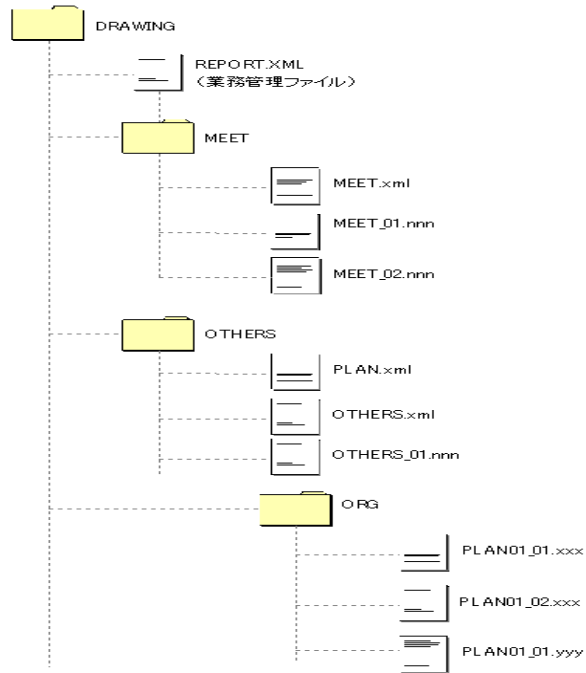 DRAWING
REPORT.XML
(業務管理ファイル)
MEET
MEET.xml
MEET_01.nnn
MEET_02.nnn
OTHERS
PLAN.xml
OTHERS.xml
OTHERS_01.nnn
ORG
PLAN01_01.xxx
PLAN01_02.xxx
PLAN01_01.yyy